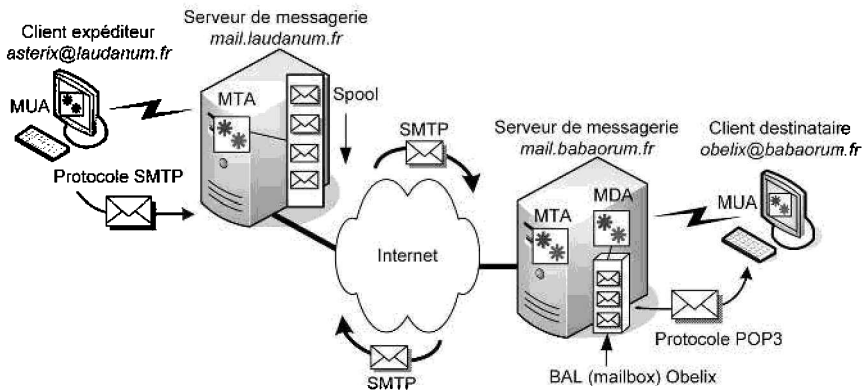 Client expéditeur
asterix@laudanum.fr
MUA
Protocole SMTP
Serveur de messagerie
mail.laudanum.fr
MTA
Spool
SMTP
Internet
SMTP
Serveur de messagerie
mail.babaorum.fr
MTA
MDA
BAL (mailbox) Obelix
Client destinataire
obelix@babaorum.fr
MUA
Protocole POP3